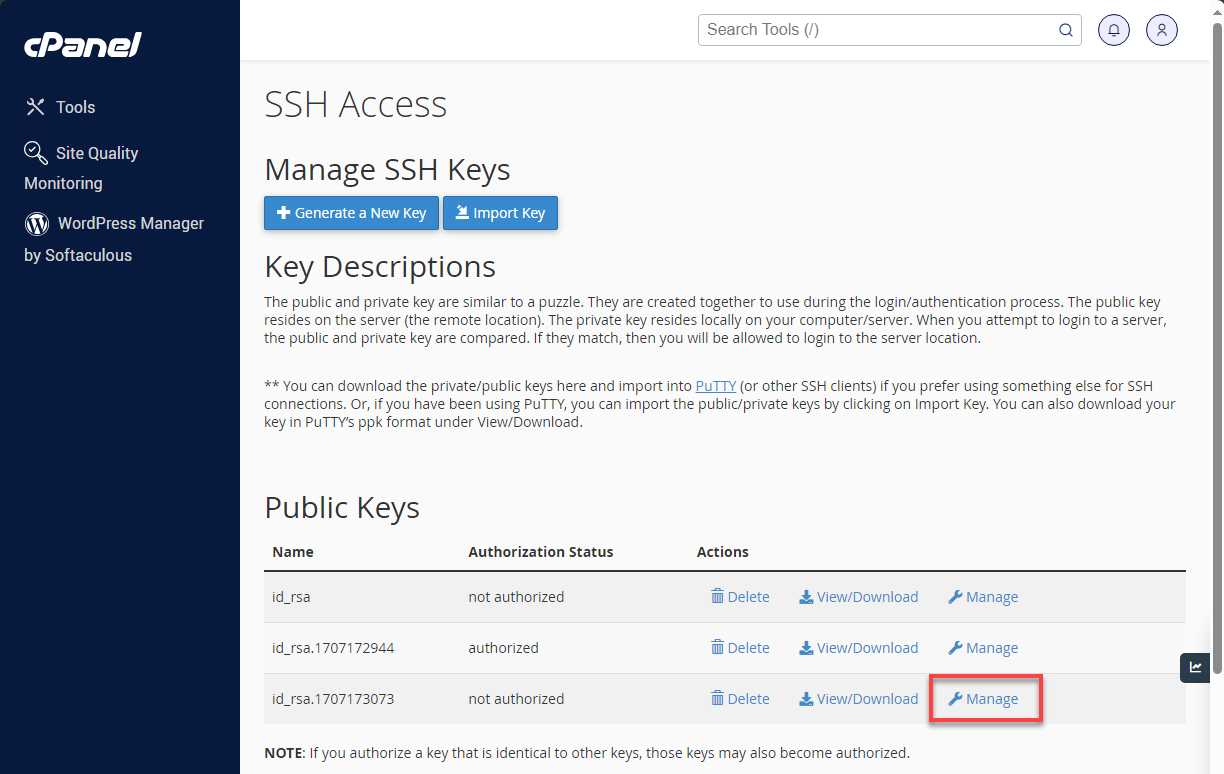 cPanel
Search Tools (/)
Tools
Site Quality
Monitoring
WordPress Manager
by Softaculous
SSH Access
Manage SSH Keys
Generate a New Key Import Key
Key Descriptions
The public and private key are similar to a puzzle. They are created together to use during the login/authentication process. The public key
resides on the server (the remote location). The private key resides locally on your computer/server. When you attempt to login to a server,
the public and private key are compared. If they match, then you will be allowed to login to the server location.
** You can download the private/public keys here and import into PuTTY (or other SSH clients) if you prefer using something else for SSH
connections. Or, if you have been using PuTTY, you can import the public/private keys by clicking on Import Key. You can also download your
key in PuTTY’s ppk format under View/Download.
Public Keys
Name Authorization Status Actions
id_rsa not authorized Delete View/Download Manage
id_rsa.1707172944 authorized Delete View/Download Manage
id_rsa.1707173073 not authorized Delete View/Download Manage
NOTE: If you authorize a key that is identical to other keys, those keys may also become authorized.